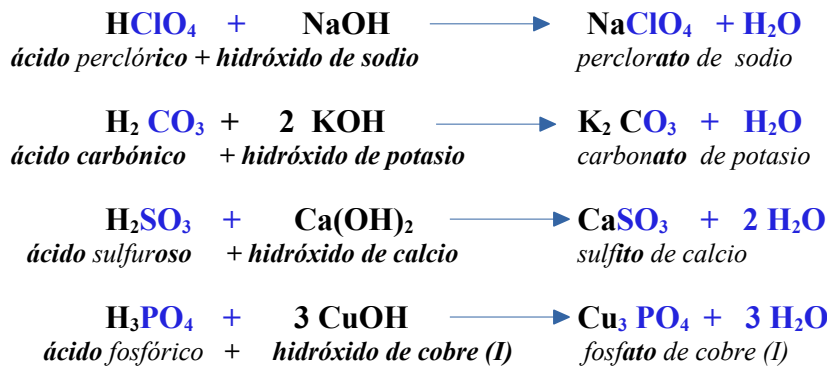 HClO₄ + NaOH → NaClO₄ + H₂O
ácido perclórico + hidróxido de sodio perclorato de sodio
H₂ CO₃ + 2 KOH → K₂ CO₃ + H₂O
ácido carbónico + hidróxido de potasio carbonato de potasio
H₂SO₃ + Ca(OH)₂ → CaSO₃ + 2 H₂O
ácido sulfuroso + hidróxido de calcio sulfito de calcio
H₃PO₄ + 3 CuOH → Cu₃ PO₄ + 3 H₂O
ácido fosfórico + hidróxido de cobre (I) fosfato de cobre (I)